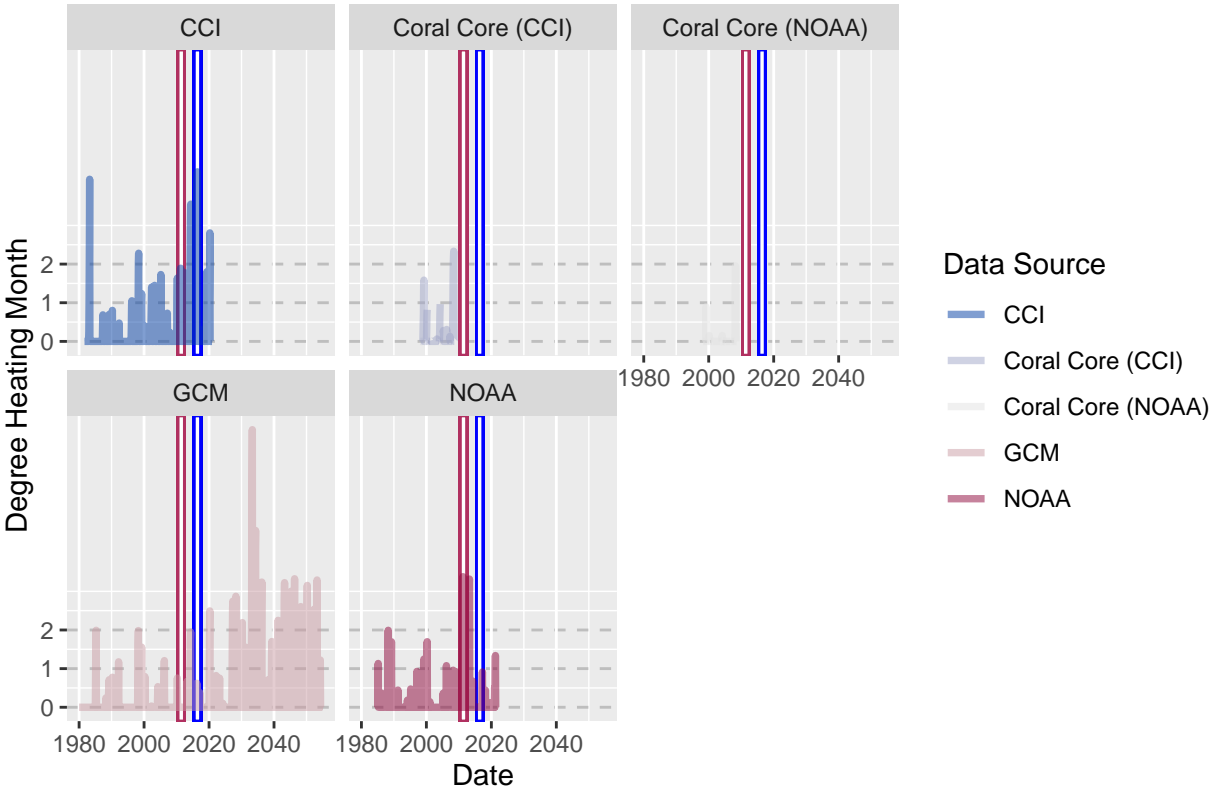 CCI
Coral Core (CCI)
Coral Core (NOAA)
2
1
0
1980 2000 2020 2040
GCM
NOAA
2
1
0
1980 2000 2020 2040
1980 2000 2020 2040
Degree Heating Month
Date
Data Source
CCI
Coral Core (CCI)
Coral Core (NOAA)
GCM
NOAA